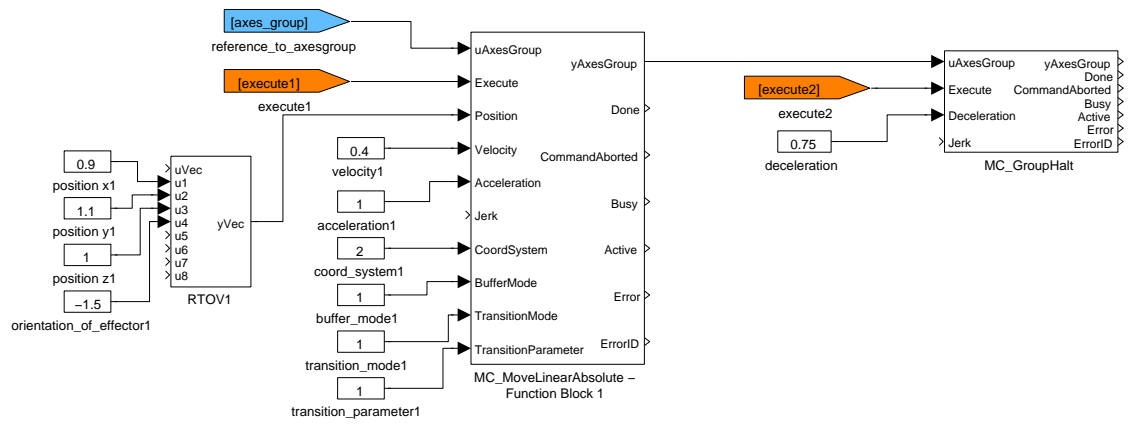 [axes_group]
reference_to_axesgroup
[execute1]
execute1
0.9
position x1
1.1
position y1
1
position z1
−1.5
orientation_of_effector1
uVec
u1
u2
u3
u4
u5
u6
u7
u8
yVec
RTOV1
0.4
velocity1
1
acceleration1
2
coord_system1
1
buffer_mode1
1
transition_mode1
1
transition_parameter1
uAxesGroup
Execute
Position
Velocity
Acceleration
Jerk
CoordSystem
BufferMode
TransitionMode
TransitionParameter
yAxesGroup
Done
CommandAborted
Busy
Active
Error
ErrorID
MC_MoveLinearAbsolute −
Function Block 1
[execute2]
execute2
0.75
deceleration
uAxesGroup
Execute
Deceleration
Jerk
yAxesGroup
Done
CommandAborted
Busy
Active
Error
ErrorID
MC_GroupHalt